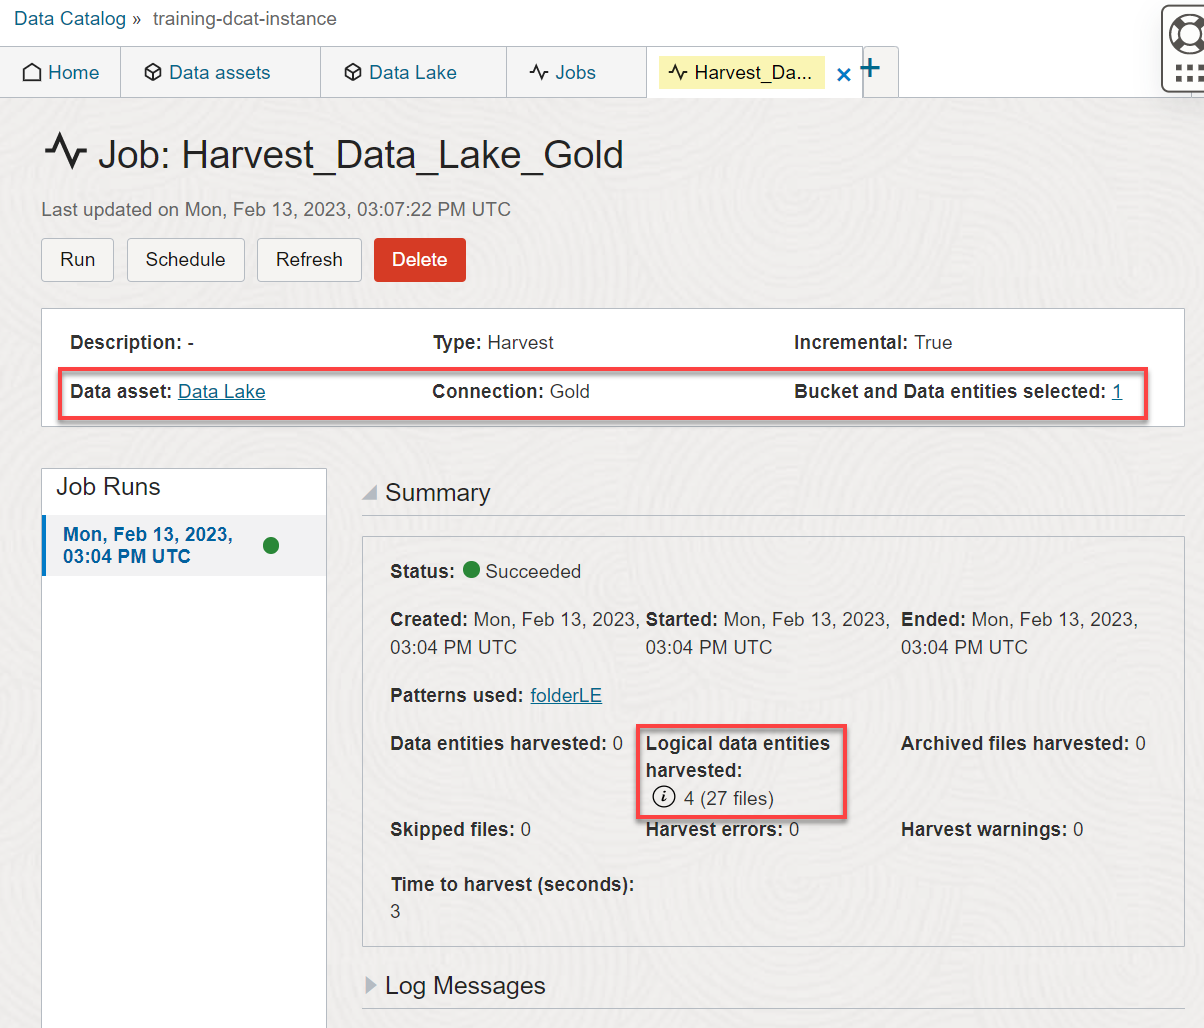 Data Catalog » training-dcat-instance
Home
Data assets
Data Lake
Jobs
Harvest_Da...
Job: Harvest_Data_Lake_Gold
Last updated on Mon, Feb 13, 2023, 03:07:22 PM UTC
Run
Schedule
Refresh
Delete
Description: - Type: Harvest Incremental: True
Data asset: Data Lake Connection: Gold Bucket and Data entities selected: 1
Job Runs
Mon, Feb 13, 2023,
03:04 PM UTC
Summary
Status: Succeeded
Created: Mon, Feb 13, 2023,
03:04 PM UTC
Started: Mon, Feb 13, 2023,
03:04 PM UTC
Ended: Mon, Feb 13, 2023,
03:04 PM UTC
Patterns used: folderLE
Data entities harvested: 0
Logical data entities
harvested:
4 (27 files)
Archived files harvested: 0
Skipped files: 0
Harvest errors: 0
Harvest warnings: 0
Time to harvest (seconds):
3
Log Messages